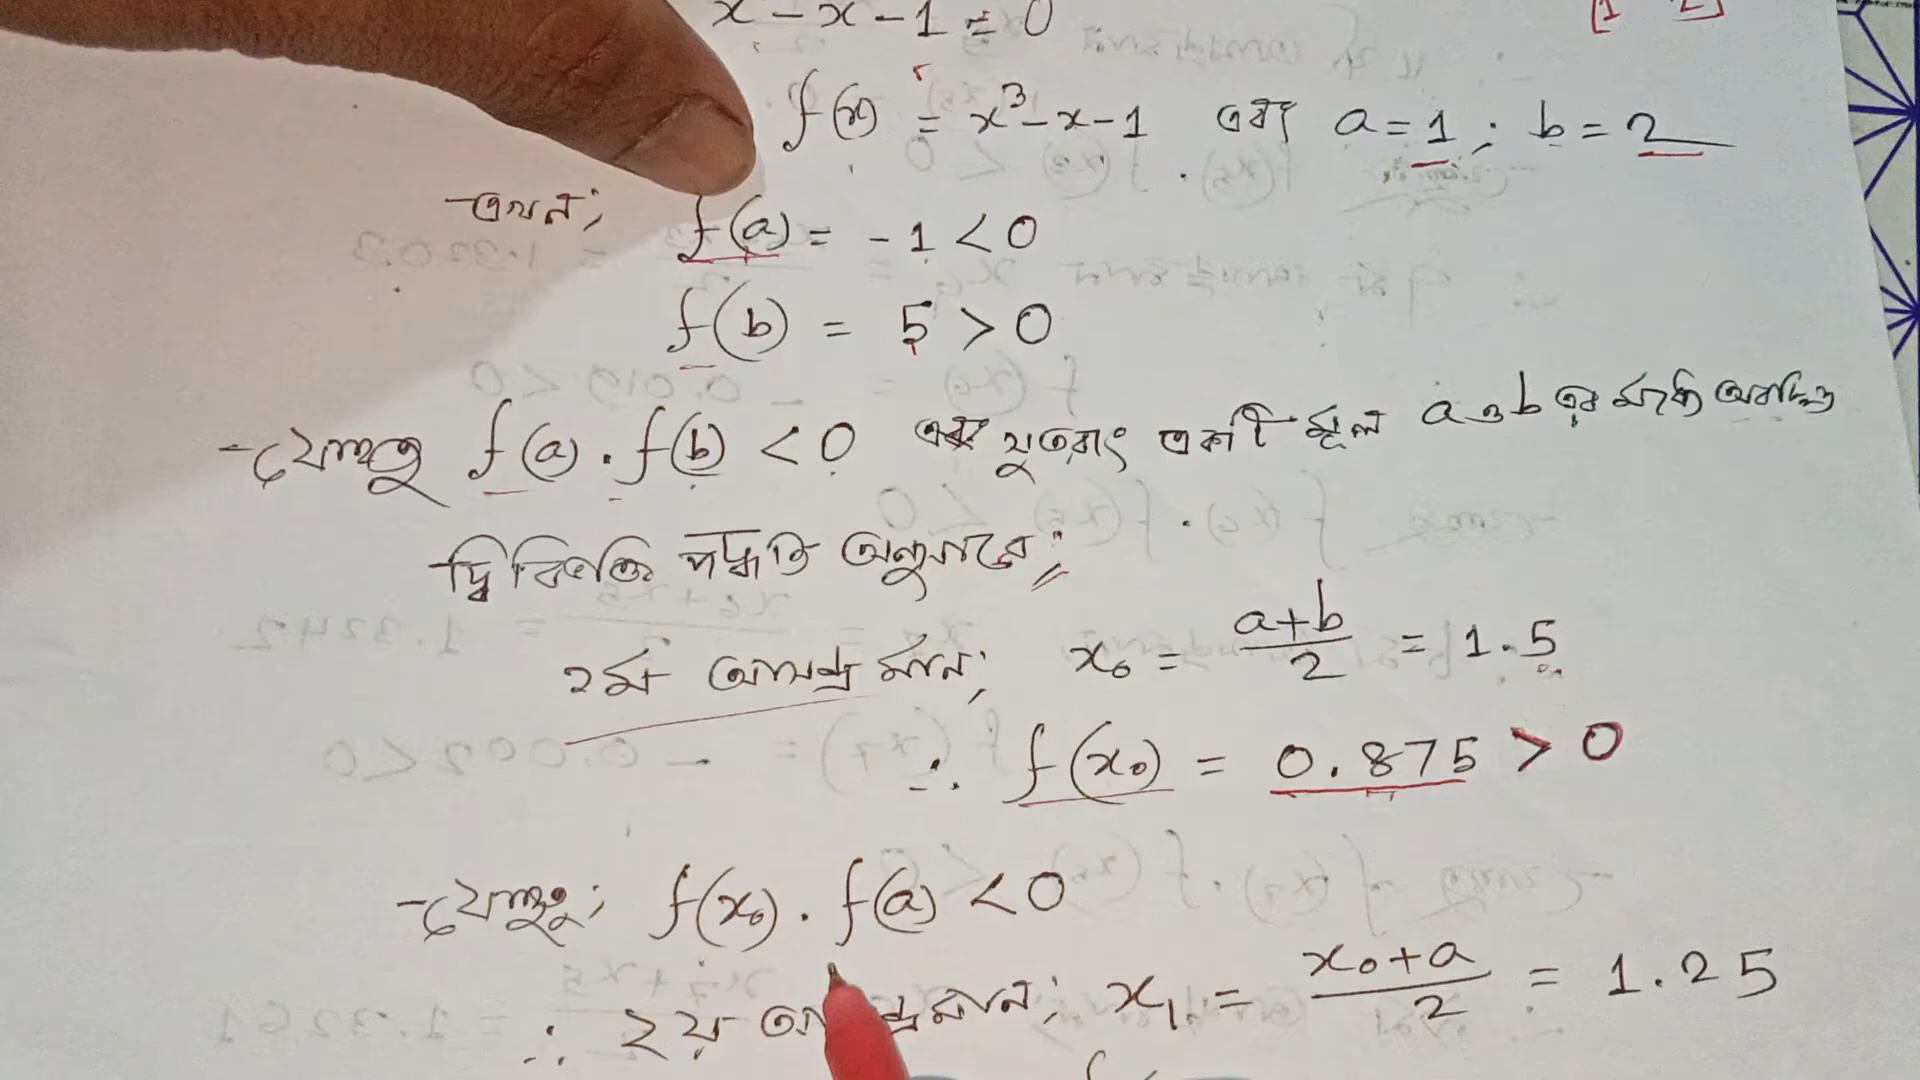 x - x - 1 = 0 [1 2]
f(x) = x³ - x - 1 এবং a = 1 ; b = 2
এখন; f(a) = - 1 < 0
f(b) = 5 > 0
যেহেতু f(a) . f(b) < 0 সুতরাং একটি মূল a ও b এর মধ্যে অবস্থিত
দ্বিবিভক্তি পদ্ধতি অনুসারে;
১ম আসন্ন মান; x₀ = (a+b)/2 = 1.5
∴ f(x₀) = 0.875 > 0
যেহেতু; f(x₀) . f(a) < 0
∴ ২য় মান; x₁ = (x₀+a)/2 = 1.25